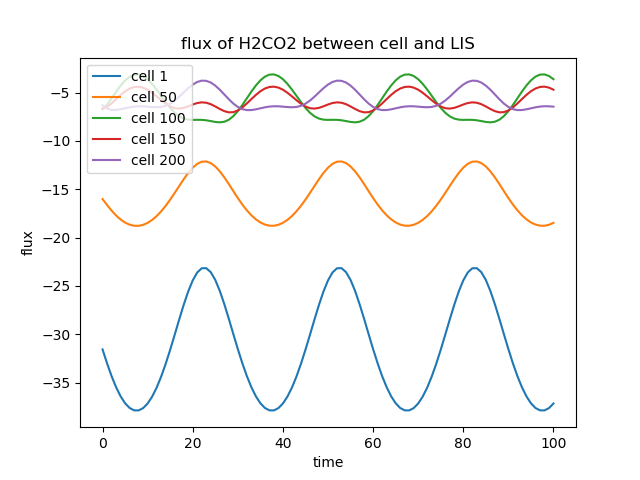 flux of H2CO2 between cell and LIS
cell 1
cell 50
cell 100
cell 150
cell 200
−5
−10
−15
−20
−25
−30
−35
flux
0 20 40 60 80 100
time